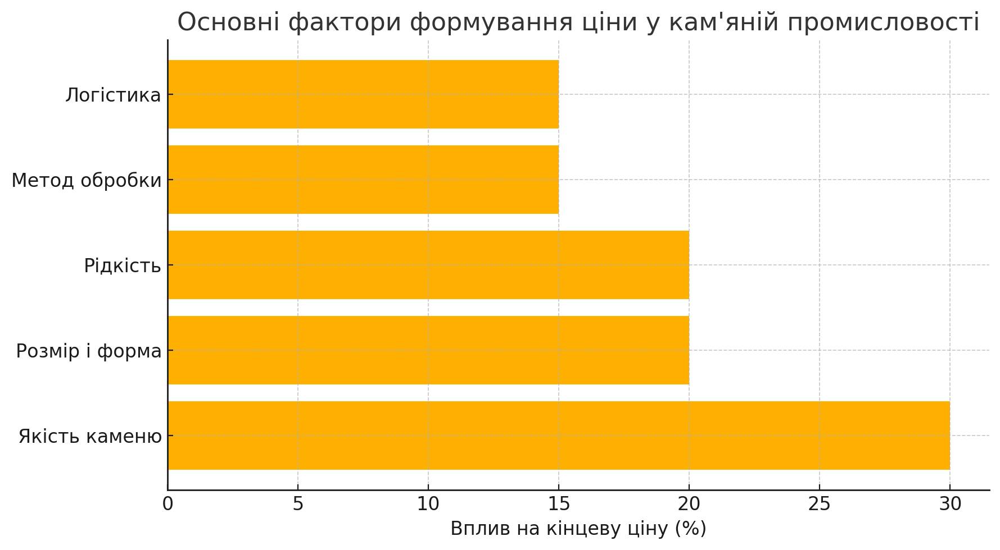 Основні фактори формування ціни у кам'яній промисловості
Логістика
Метод обробки
Рідкість
Розмір і форма
Якість каменю
0 5 10 15 20 25 30
Вплив на кінцеву ціну (%)